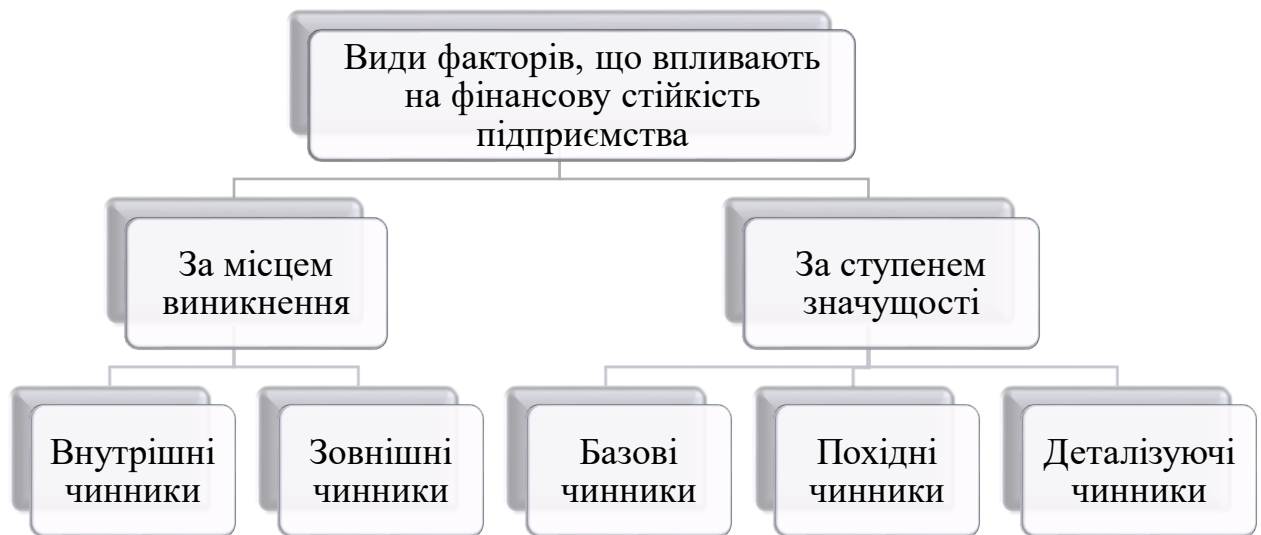 Види факторів, що впливають
на фінансову стійкість
підприємства
За місцем
виникнення
За ступенем
значущості
Внутрішні
чинники
Зовнішні
чинники
Базові
чинники
Похідні
чинники
Деталізуючі
чинники